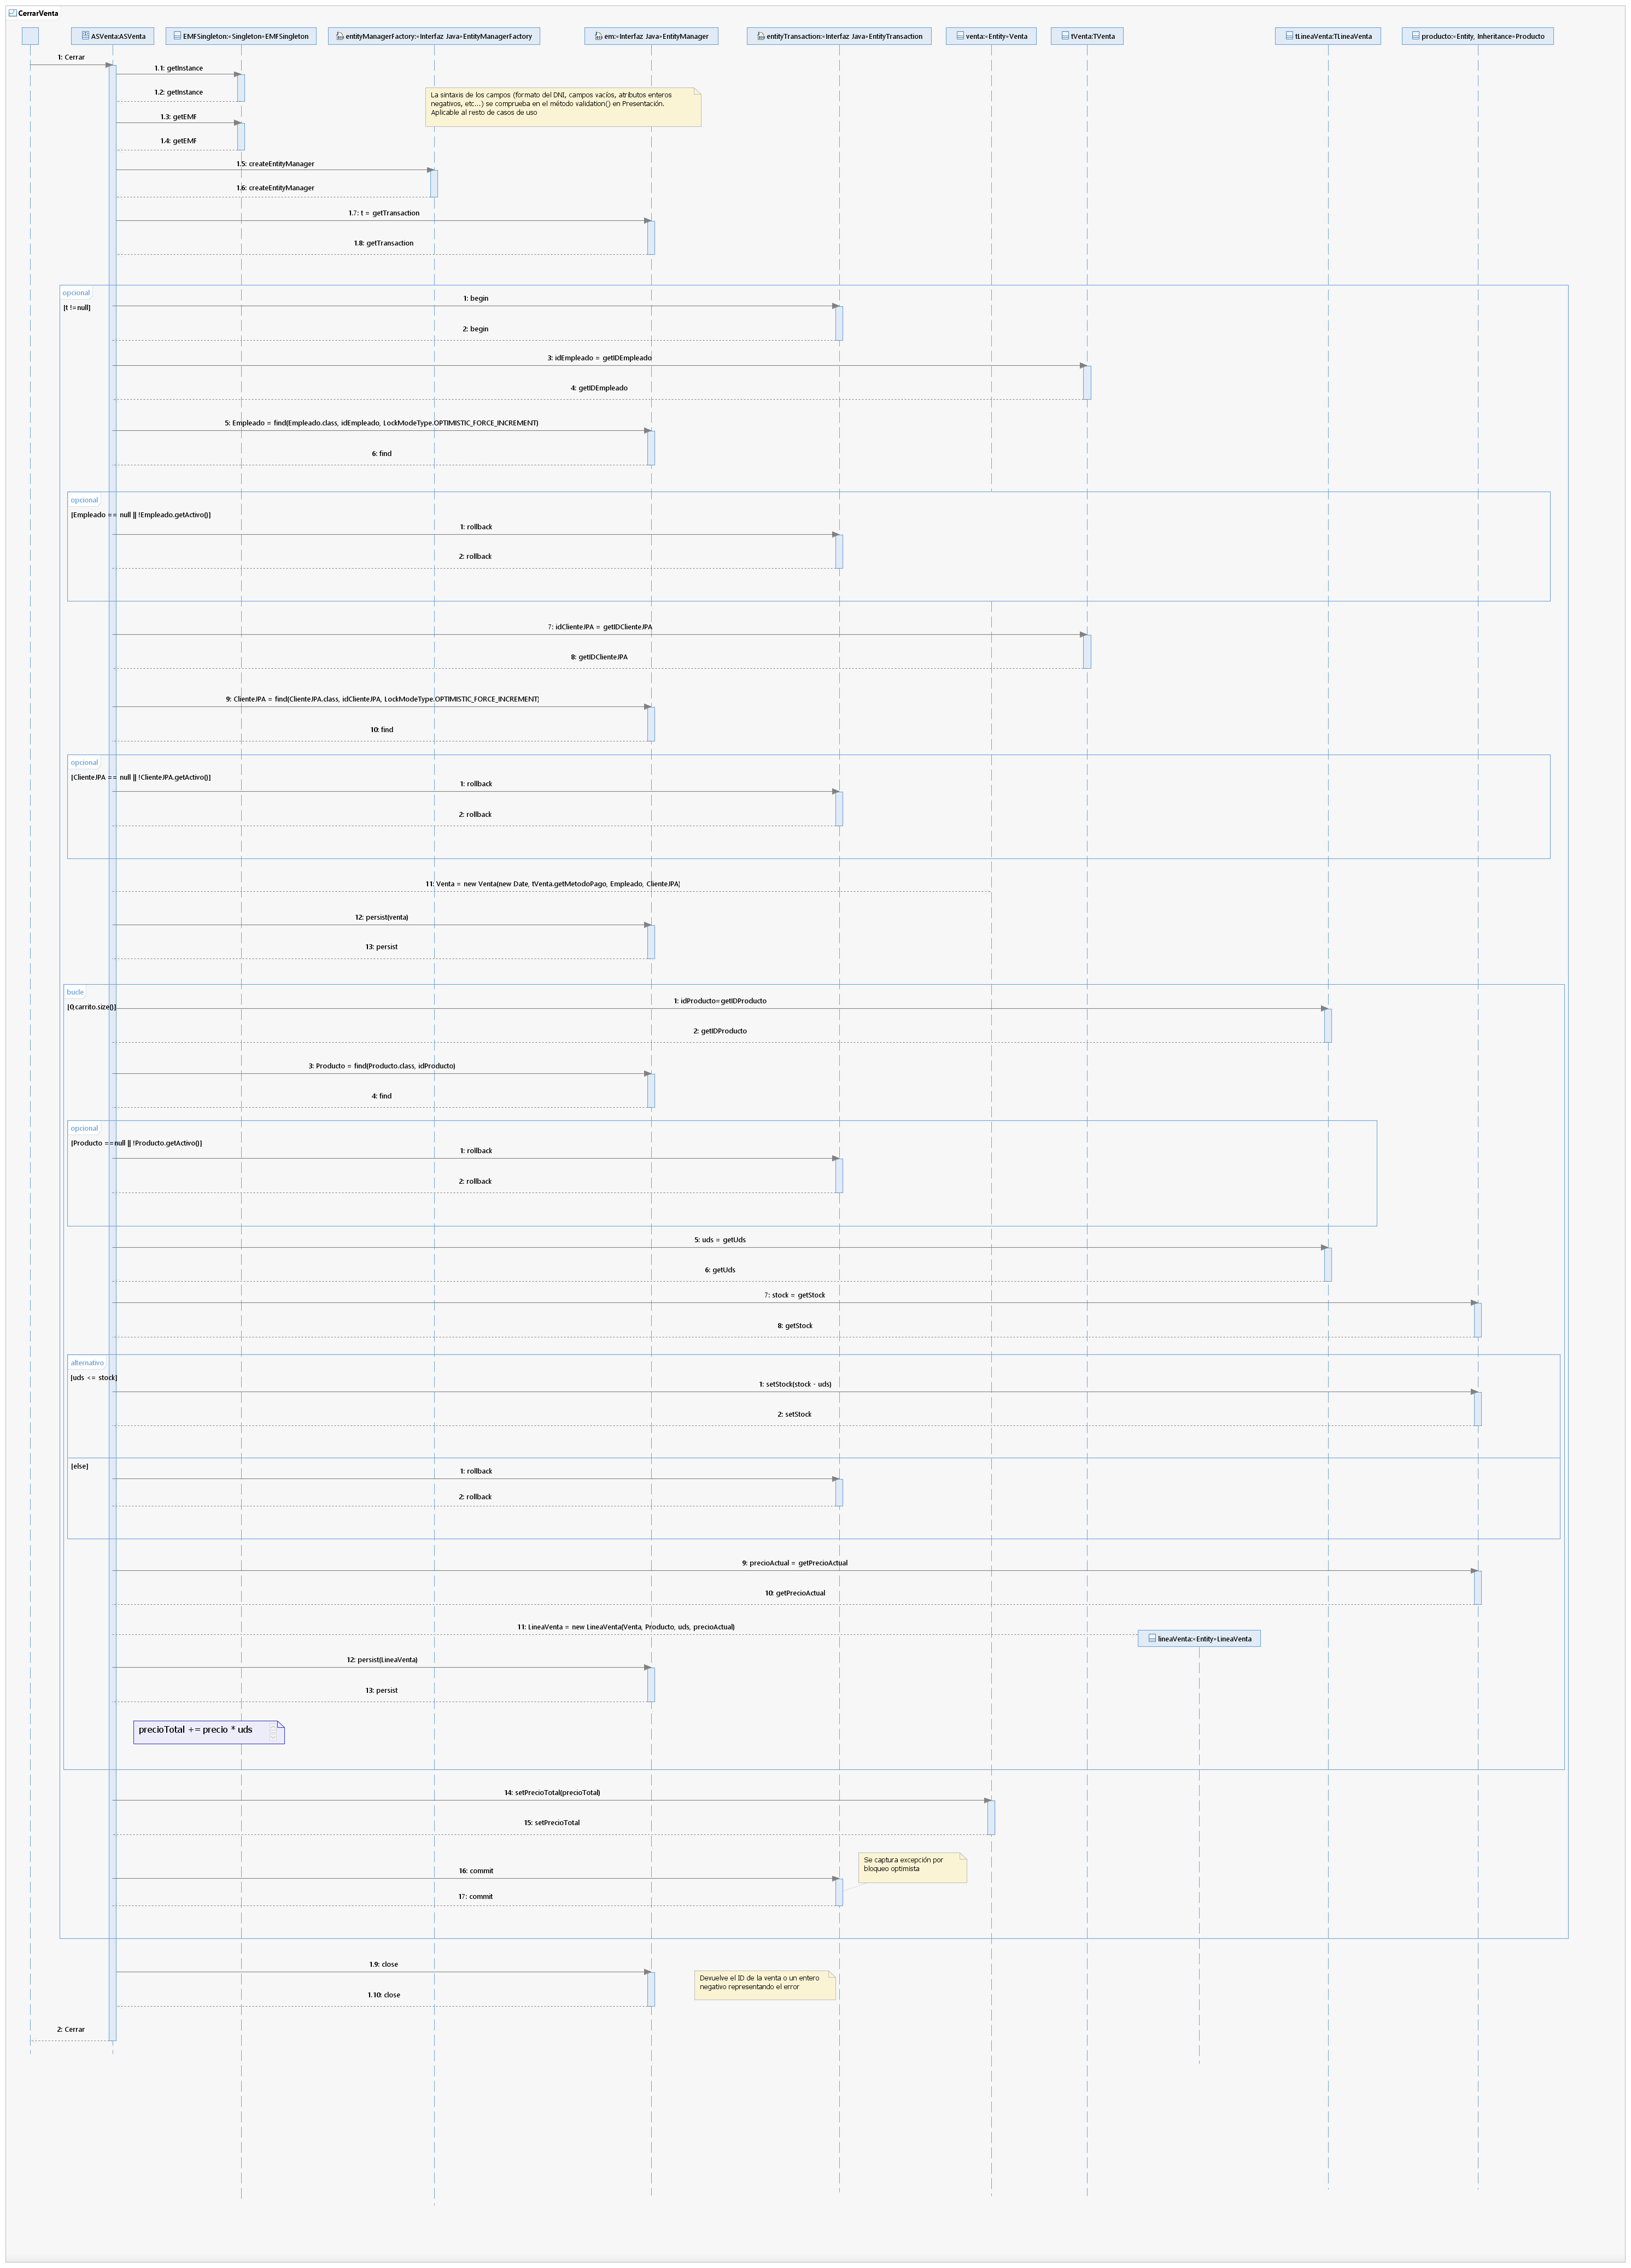 CerrarVenta
ASVenta:ASVenta
EMFSingleton:«Singleton»EMFSingleton
entityManagerFactory:«Interfaz Java»EntityManagerFactory
em:«Interfaz Java»EntityManager
entityTransaction:«Interfaz Java»EntityTransaction
venta:«Entity»Venta
tVenta:TVenta
tLineaVenta:TLineaVenta
producto:«Entity, Inheritance»Producto
1: Cerrar
1.1: getInstance
1.2: getInstance
La sintaxis de los campos (formato del DNI, campos vacíos, atributos enteros
negativos, etc...) se comprueba en el método validation() en Presentación.
Aplicable al resto de casos de uso
1.3: getEMF
1.4: getEMF
1.5: createEntityManager
1.6: createEntityManager
1.7: t = getTransaction
1.8: getTransaction
opcional
[t !=null]
1: begin
2: begin
3: idEmpleado = getIDEmpleado
4: getIDEmpleado
5: Empleado = find(Empleado.class, idEmpleado, LockModeType.OPTIMISTIC_FORCE_INCREMENT)
6: find
opcional
[Empleado == null || !Empleado.getActivo()]
1: rollback
2: rollback
7: idClienteJPA = getIDClienteJPA
8: getIDClienteJPA
9: ClienteJPA = find(ClienteJPA.class, idClienteJPA, LockModeType.OPTIMISTIC_FORCE_INCREMENT)
10: find
opcional
[ClienteJPA == null || !ClienteJPA.getActivo()]
1: rollback
2: rollback
11: Venta = new Venta(new Date, tVenta.getMetodoPago, Empleado, ClienteJPA)
12: persist(venta)
13: persist
bucle
[0,carrito.size()]
1: idProducto=getIDProducto
2: getIDProducto
3: Producto = find(Producto.class, idProducto)
4: find
opcional
[Producto ==null || !Producto.getActivo()]
1: rollback
2: rollback
5: uds = getUds
6: getUds
7: stock = getStock
8: getStock
alternativo
[uds <= stock]
1: setStock(stock - uds)
2: setStock
[else]
1: rollback
2: rollback
9: precioActual = getPrecioActual
10: getPrecioActual
11: LineaVenta = new LineaVenta(Venta, Producto, uds, precioActual)
lineaVenta:«Entity»LineaVenta
12: persist(LineaVenta)
13: persist
precioTotal += precio * uds
14: setPrecioTotal(precioTotal)
15: setPrecioTotal
Se captura excepción por
bloqueo optimista
16: commit
17: commit
1.9: close
Devuelve el ID de la venta o un entero
negativo representando el error
1.10: close
2: Cerrar